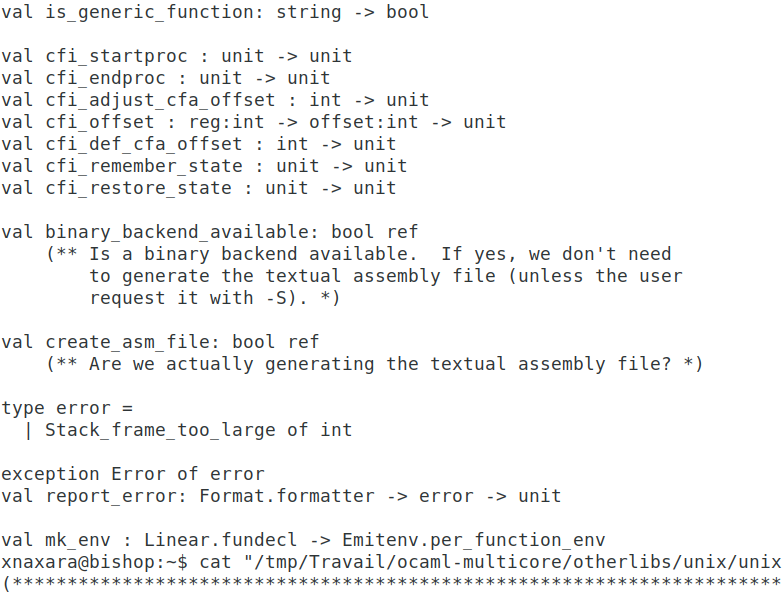 val is_generic_function: string -> bool

val cfi_startproc : unit -> unit
val cfi_endproc : unit -> unit
val cfi_adjust_cfa_offset : int -> unit
val cfi_offset : reg:int -> offset:int -> unit
val cfi_def_cfa_offset : int -> unit
val cfi_remember_state : unit -> unit
val cfi_restore_state : unit -> unit

val binary_backend_available: bool ref
    (** Is a binary backend available.  If yes, we don't need
        to generate the textual assembly file (unless the user
        request it with -S). *)

val create_asm_file: bool ref
    (** Are we actually generating the textual assembly file? *)

type error =
  | Stack_frame_too_large of int

exception Error of error
val report_error: Format.formatter -> error -> unit

val mk_env : Linear.fundecl -> Emitenv.per_function_env
xnaxara@bishop:~$ cat "/tmp/Travail/ocaml-multicore/otherlibs/unix/unix
(**********************************************************************